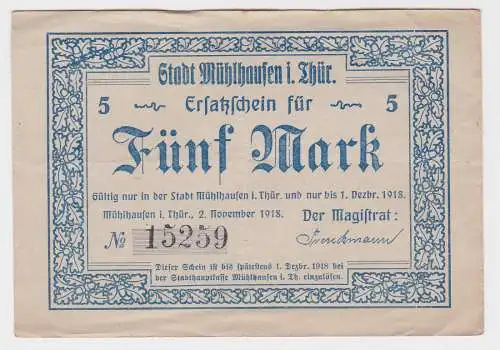 Stadt Mühlhausen i. Thür.
5 Ersatzschein für 5
Fünf Mark
Gültig nur in der Stadt Mühlhausen i. Thür. und nur bis 1. Dezbr. 1918.
Mühlhausen i. Thür., 2. November 1918. Der Magistrat:
№ 15259
Dieser Schein ist bis spätestens 1. Dezbr. 1918 bei
der Stadthauptkasse Mühlhausen i. Th. einzulösen.